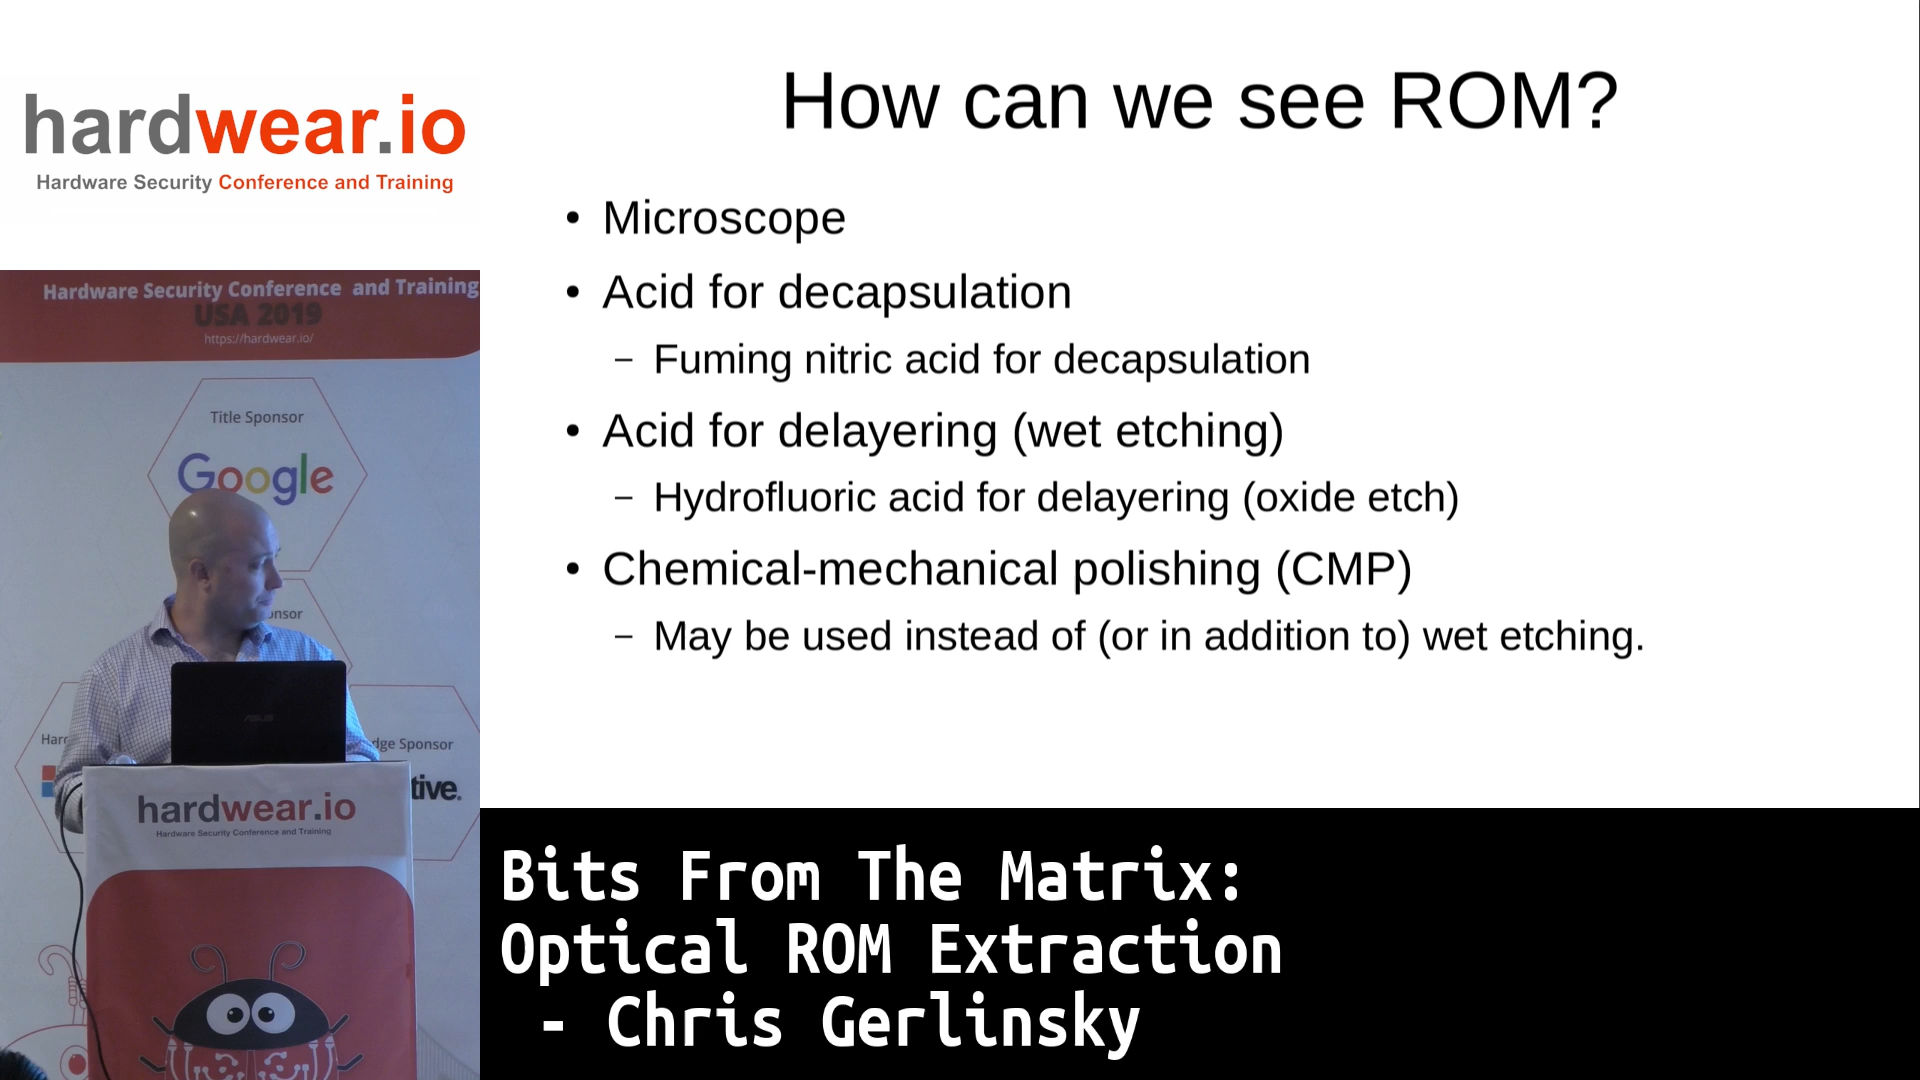 hardwear.io
Hardware Security Conference and Training
Hardware Security Conference and Training
USA 2019
https://hardwear.io/
Title Sponsor
Google
nsor
Hard
dge Sponsor
tive.
ASUS
hardwear.io
Hardware Security Conference and Training
How can we see ROM?
• Microscope
• Acid for decapsulation
– Fuming nitric acid for decapsulation
• Acid for delayering (wet etching)
– Hydrofluoric acid for delayering (oxide etch)
• Chemical-mechanical polishing (CMP)
– May be used instead of (or in addition to) wet etching.
Bits From The Matrix:
Optical ROM Extraction
- Chris Gerlinsky